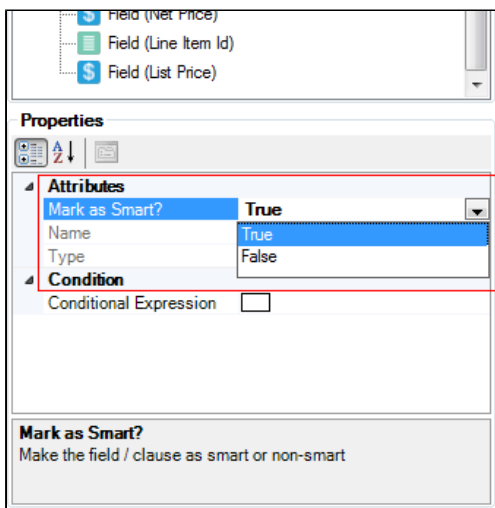 Field (Net Price)
Field (Line Item Id)
Field (List Price)
Properties
Attributes
Mark as Smart? True
Name True
Type False
Condition
Conditional Expression
Mark as Smart?
Make the field / clause as smart or non-smart